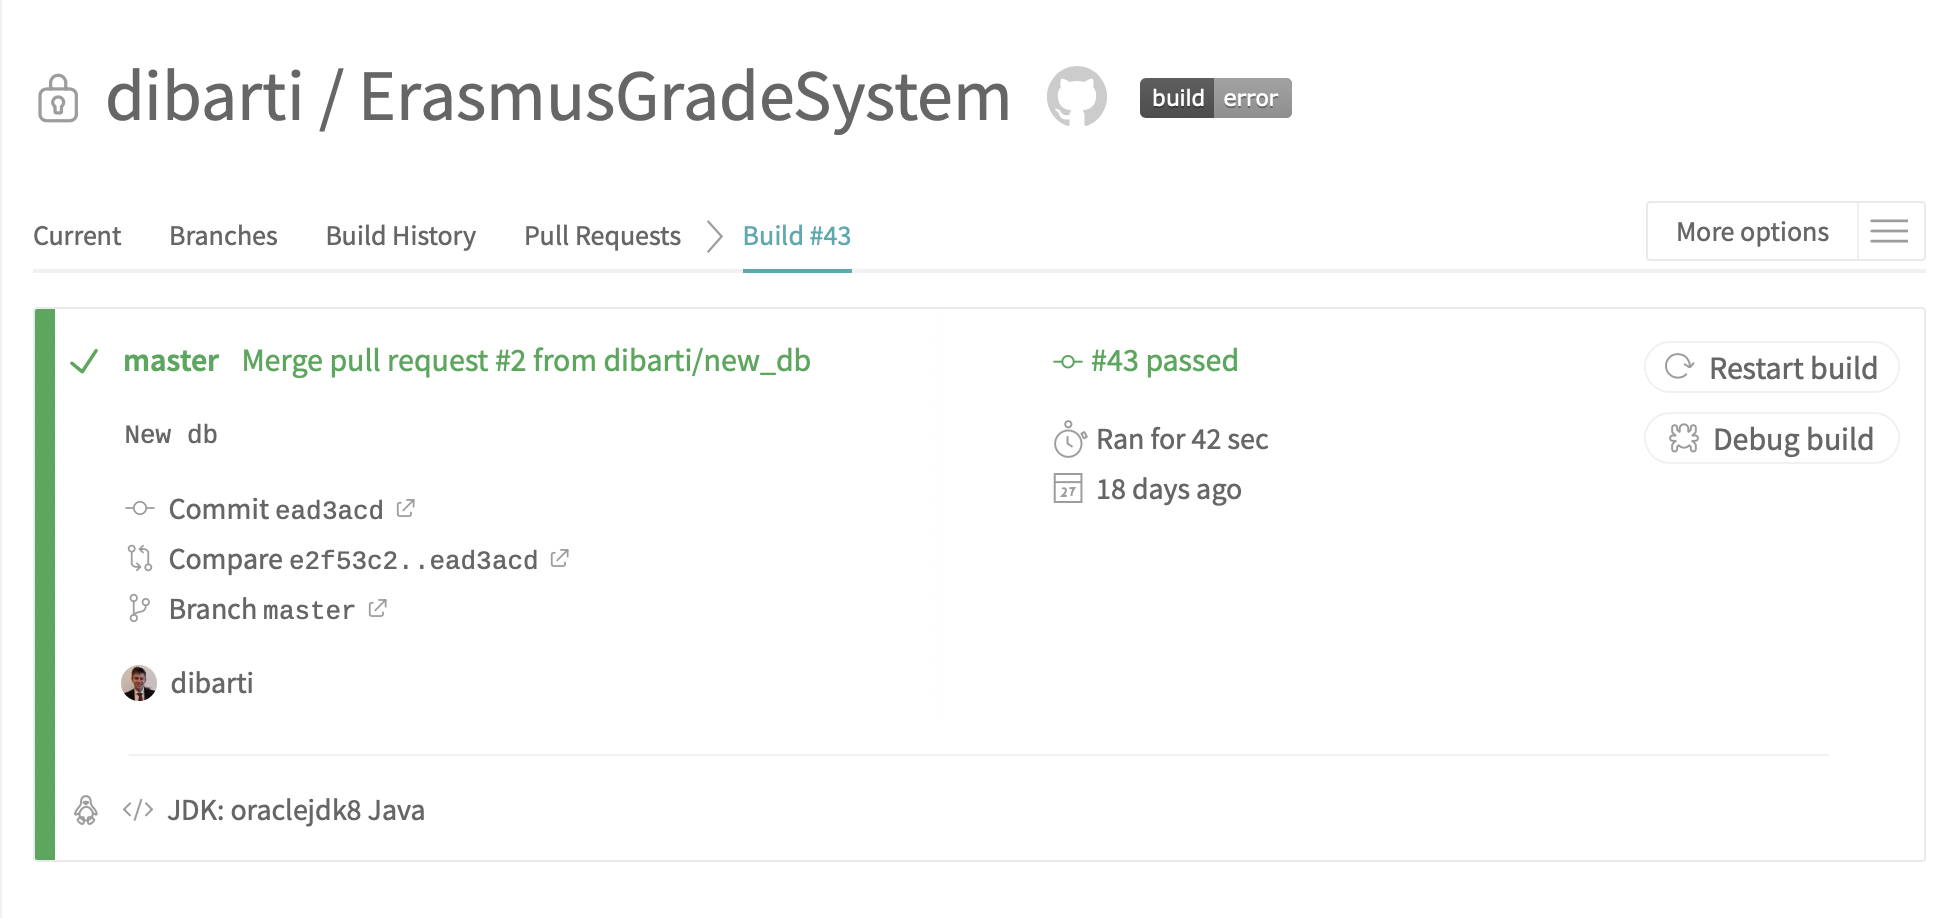 dibarti / ErasmusGradeSystem build error
Current Branches Build History Pull Requests Build #43 More options
master Merge pull request #2 from dibarti/new_db
New db
Commit ead3acd
Compare e2f53c2..ead3acd
Branch master
dibarti
#43 passed
Ran for 42 sec
27 18 days ago
Restart build
Debug build
JDK: oraclejdk8 Java